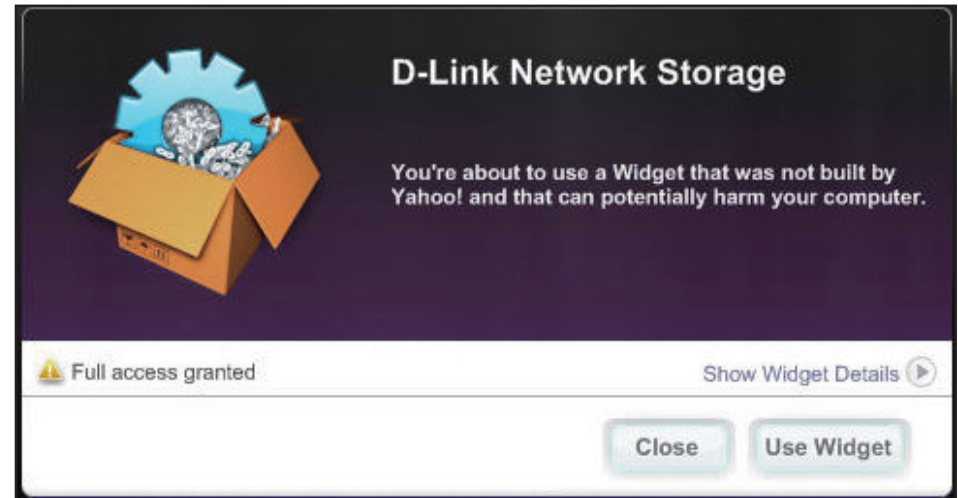 D-Link Network Storage
You're about to use a Widget that was not built by
Yahoo! and that can potentially harm your computer.
Full access granted
Show Widget Details
Close
Use Widget